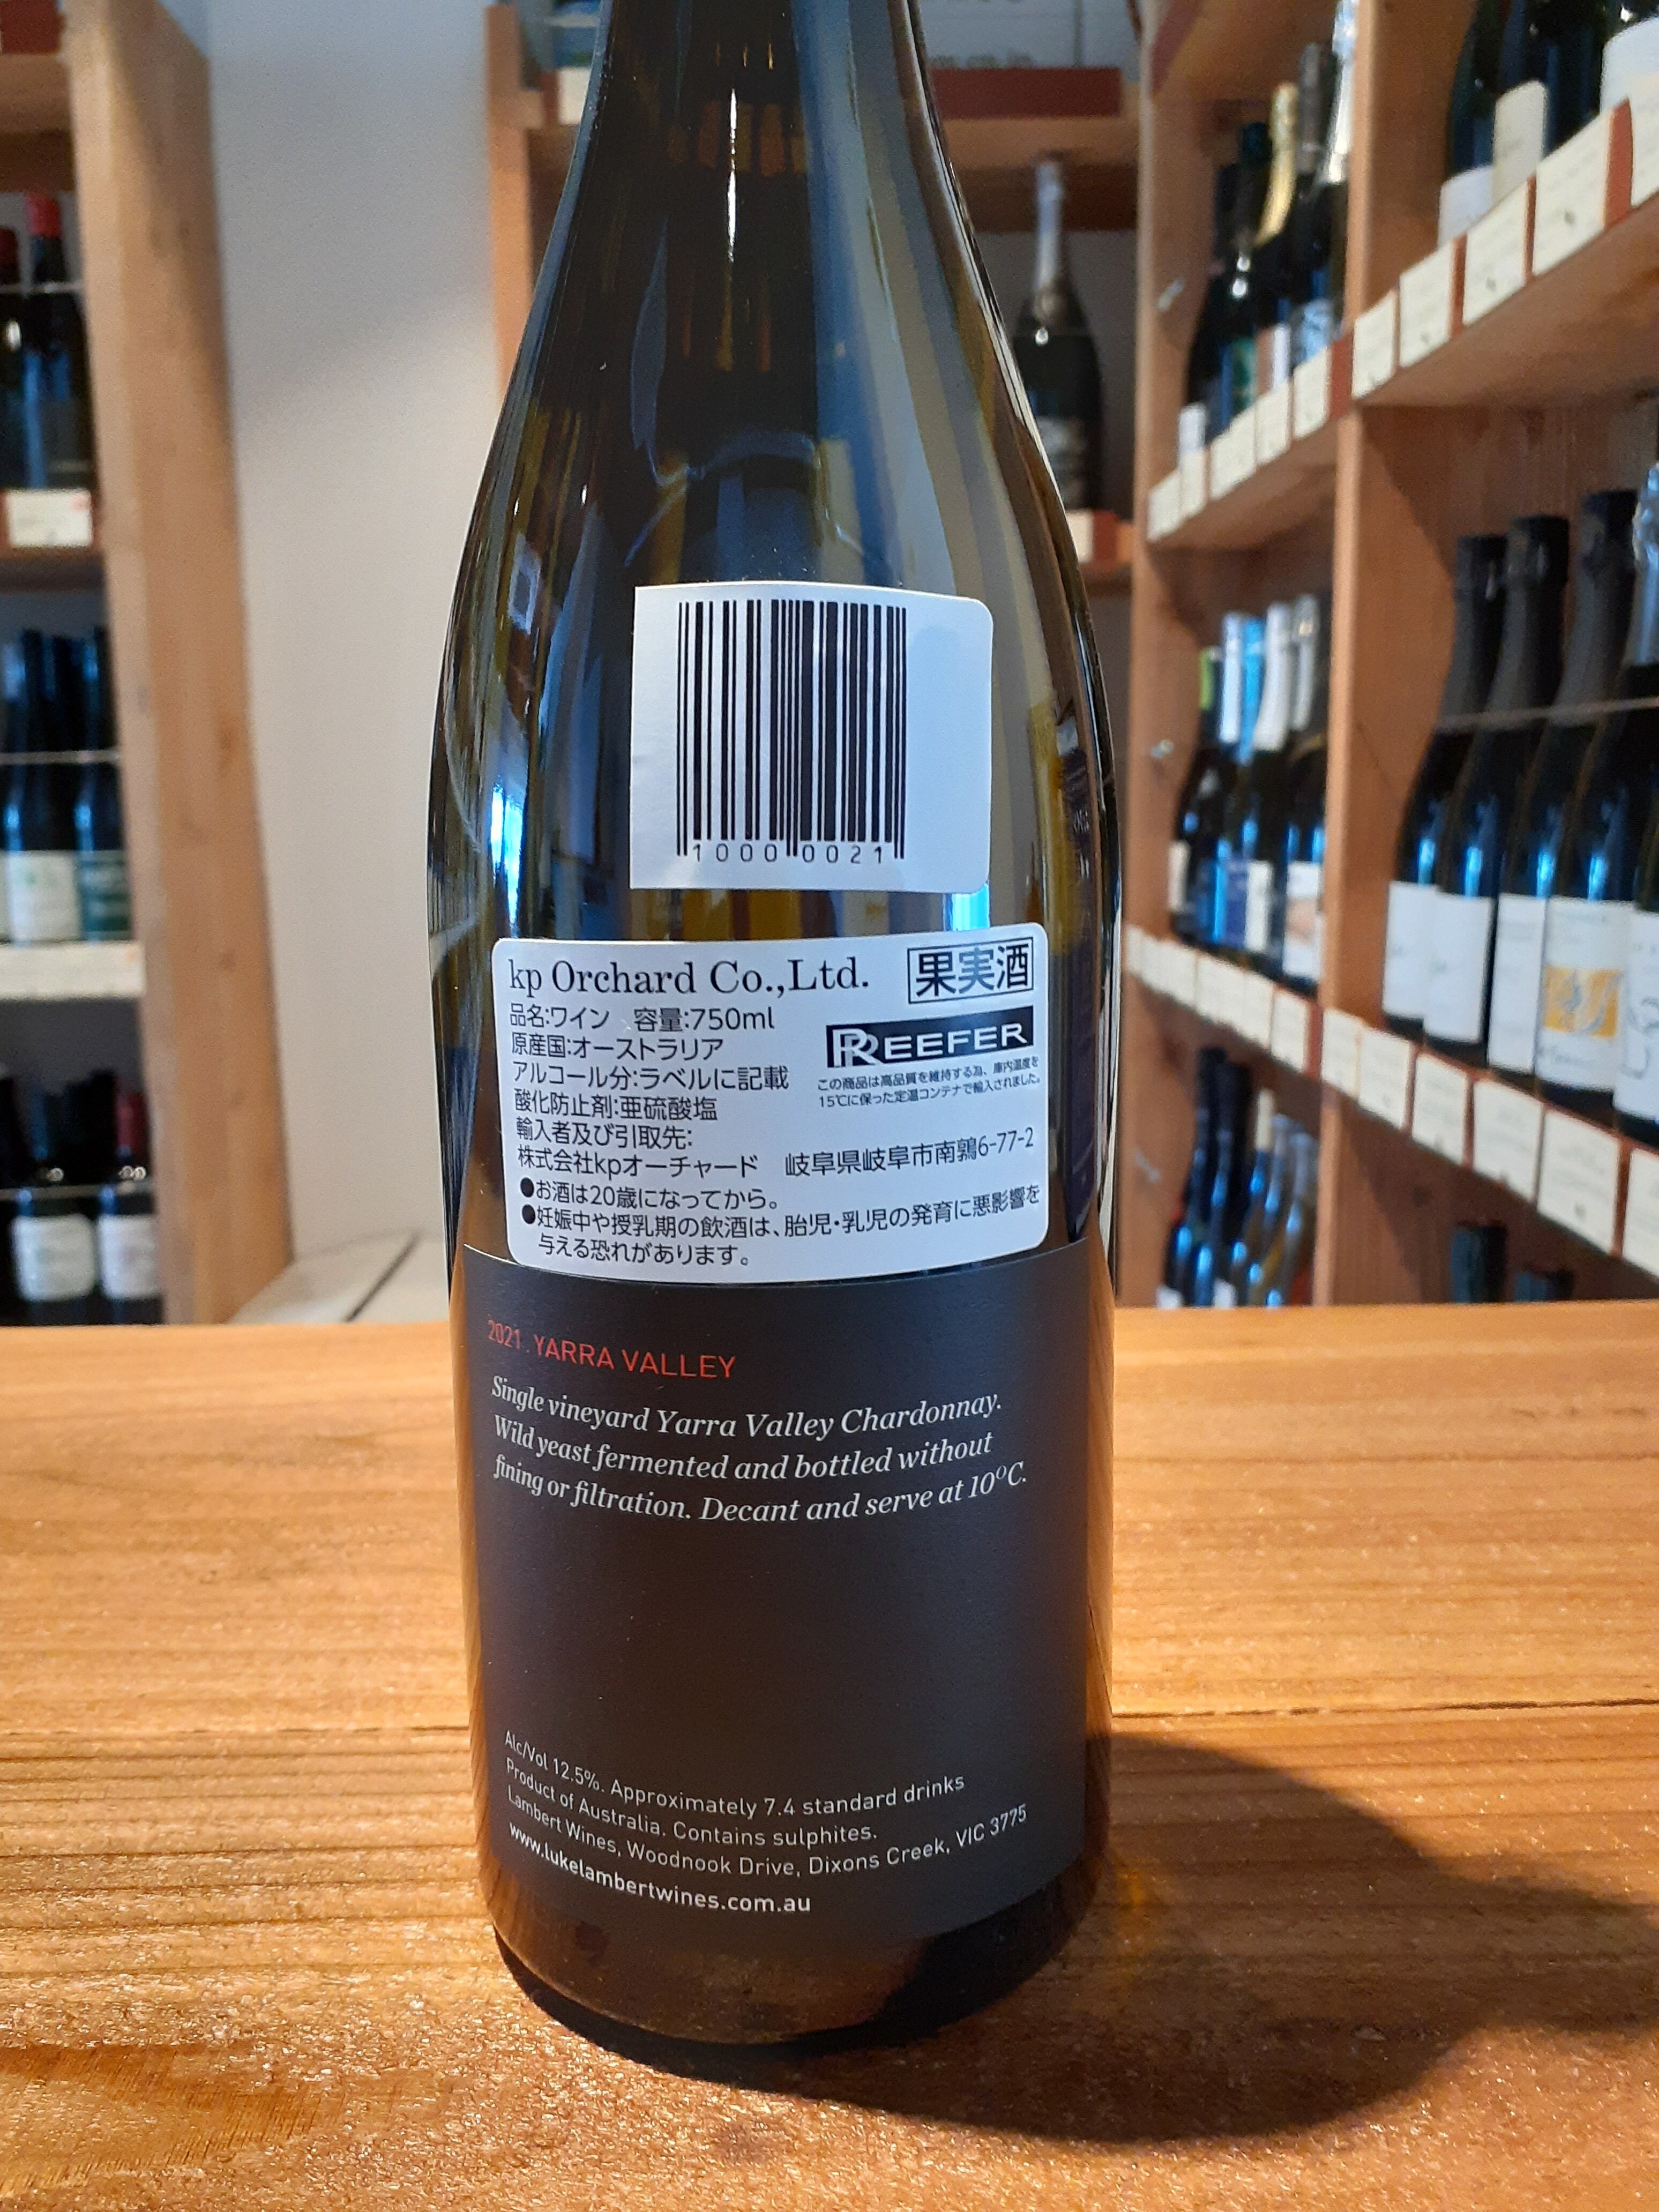 1000 0021
kp Orchard Co.,Ltd. 果実酒
品名:ワイン 容量:750ml
原産国:オーストラリア
アルコール分:ラベルに記載
酸化防止剤:亜硫酸塩
REEFER
この商品は高品質を維持する為、庫内温度を
15℃に保った定温コンテナで輸入されました。
輸入者及び引取先:
株式会社kpオーチャード 岐阜県岐阜市南鶉6-77-2
●お酒は20歳になってから。
●妊娠中や授乳期の飲酒は、胎児・乳児の発育に悪影響を
与える恐れがあります。
2021 . YARRA VALLEY
Single vineyard Yarra Valley Chardonnay.
Wild yeast fermented and bottled without
fining or filtration. Decant and serve at 10°C.
Alc/Vol 12.5%. Approximately 7.4 standard drinks
Product of Australia. Contains sulphites.
Lambert Wines, Woodnook Drive, Dixons Creek, VIC 3775
www.lukelambertwines.com.au